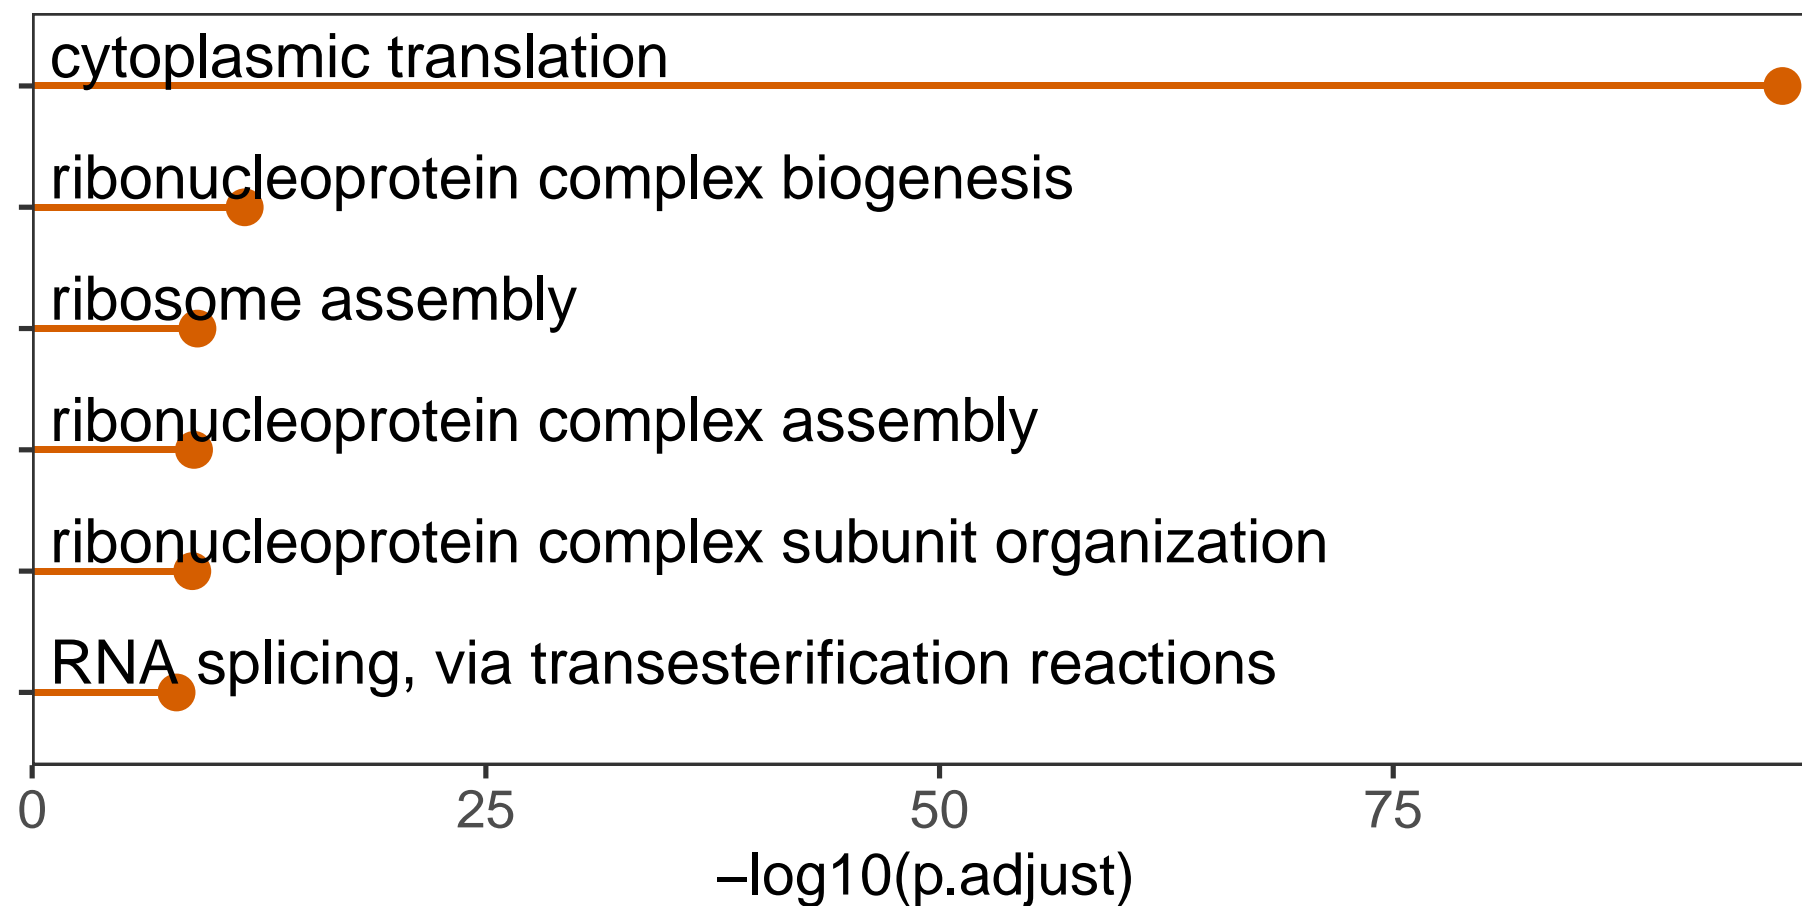 cytoplasmic translation
ribonucleoprotein complex biogenesis
ribosome assembly
ribonucleoprotein complex assembly
ribonucleoprotein complex subunit organization
RNA splicing, via transesterification reactions
0 25 50 75
–log10(p.adjust)